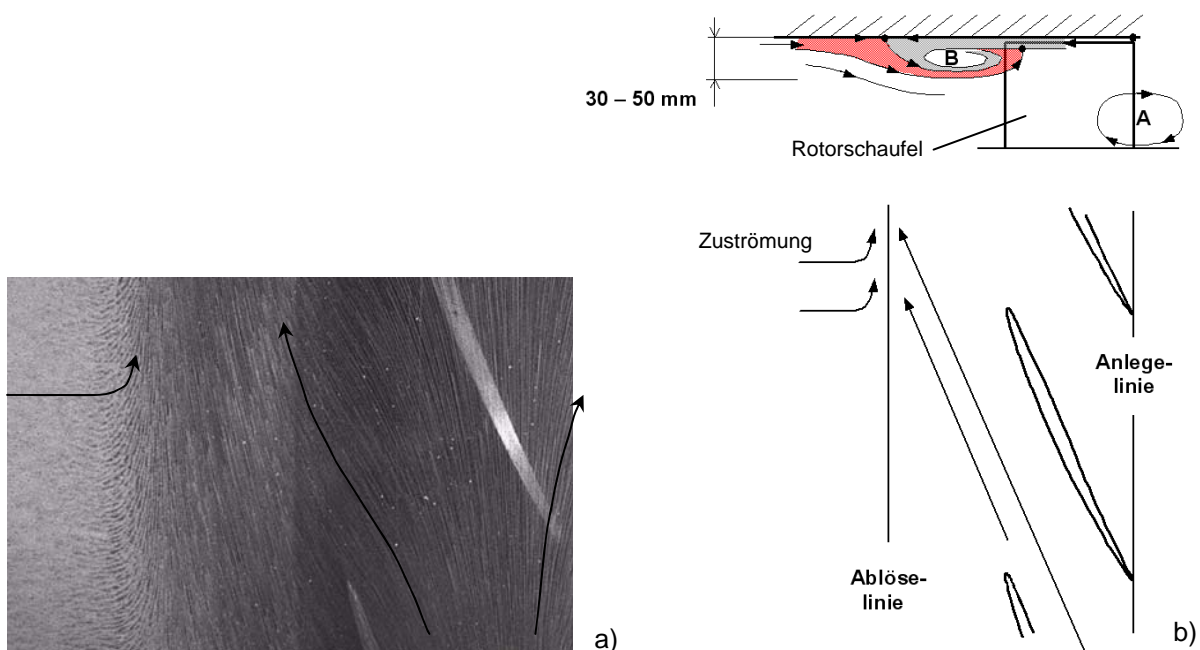 B
30 – 50 mm
A
Rotorschaufel
Zuströmung
Anlege-
linie
Ablöse-
linie
a)
b)